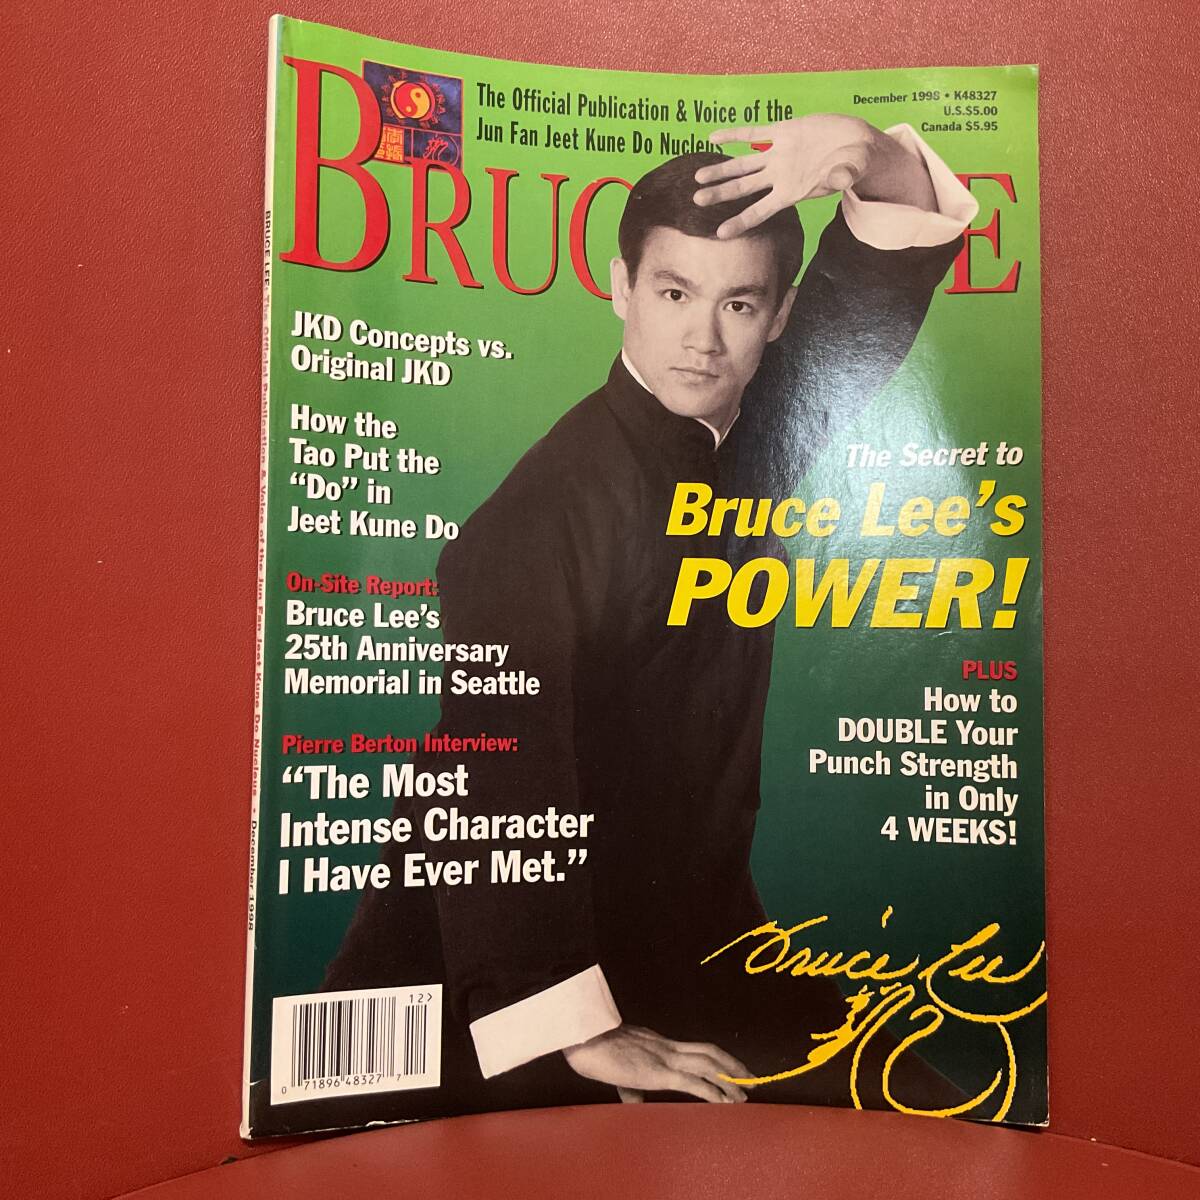 The Official Publication & Voice of the
Jun Fan Jeet Kune Do Nucleus
December 1998 • K48327
U.S.$5.00
Canada $5.95
BRUCE LEE
JKD Concepts vs.
Original JKD
How the
Tao Put the
“Do” in
Jeet Kune Do
On-Site Report:
Bruce Lee’s
25th Anniversary
Memorial in Seattle
Pierre Berton Interview:
“The Most
Intense Character
I Have Ever Met.”
The Secret to
Bruce Lee’s
POWER!
PLUS
How to
DOUBLE Your
Punch Strength
in Only
4 WEEKS!
Bruce Lee
12>
0 71896 48327 7
BRUCE LEE: The Official Publication & Voice of the Jun Fan Jeet Kune Do Nucleus • December 1998